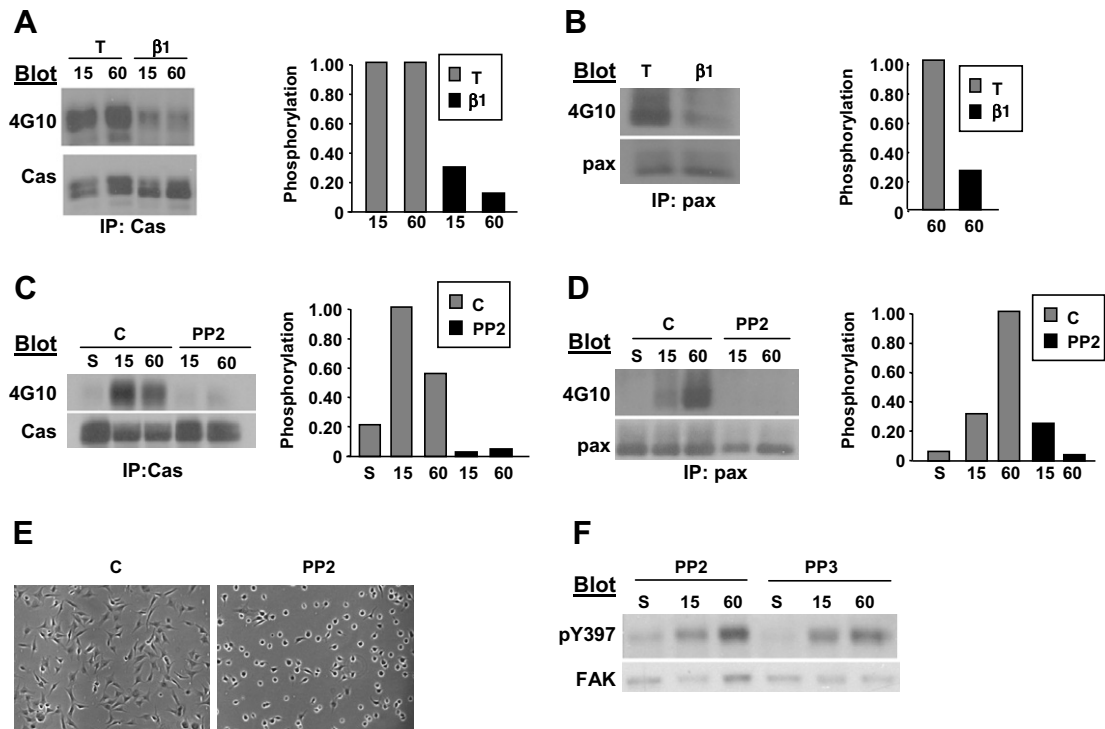 A
T β1
Blot
15 60 15 60
4G10
Cas
IP: Cas
Phosphorylation
1.00
0.80
0.60
0.40
0.20
0
15 60 15 60
T
β1
B
Blot
T β1
4G10
pax
IP: pax
Phosphorylation
1.00
0.80
0.60
0.40
0.20
0
60 60
T
β1
C
C PP2
Blot
S 15 60 15 60
4G10
Cas
IP:Cas
Phosphorylation
1.00
0.80
0.60
0.40
0.20
0
S 15 60 15 60
C
PP2
D
C PP2
Blot
S 15 60 15 60
4G10
pax
IP: pax
Phosphorylation
1.00
0.80
0.60
0.40
0.20
0
S 15 60 15 60
C
PP2
E
C PP2
F
Blot
PP2 PP3
S 15 60 S 15 60
pY397
FAK